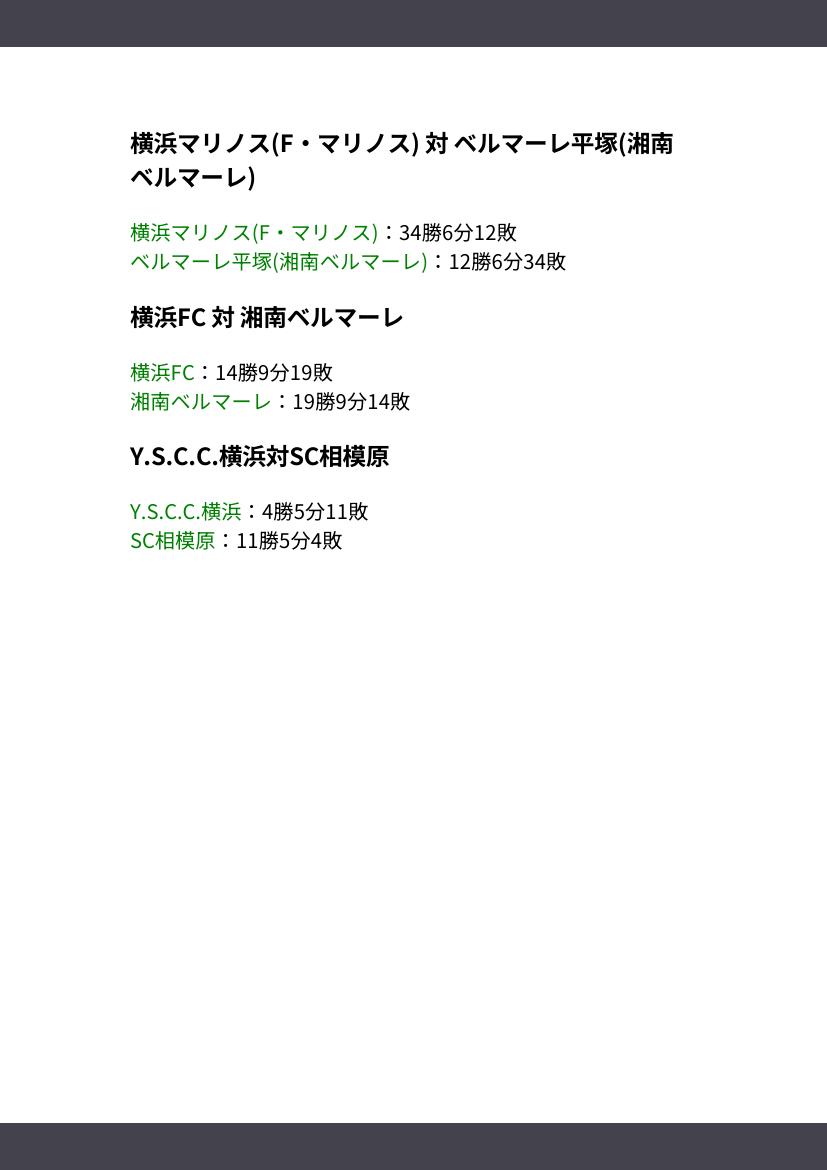 横浜マリノス(F・マリノス) 対 ベルマーレ平塚(湘南
ベルマーレ)
横浜マリノス(F・マリノス)：34勝6分12敗
ベルマーレ平塚(湘南ベルマーレ)：12勝6分34敗
横浜FC 対 湘南ベルマーレ
横浜FC：14勝9分19敗
湘南ベルマーレ：19勝9分14敗
Y.S.C.C.横浜対SC相模原
Y.S.C.C.横浜：4勝5分11敗
SC相模原：11勝5分4敗